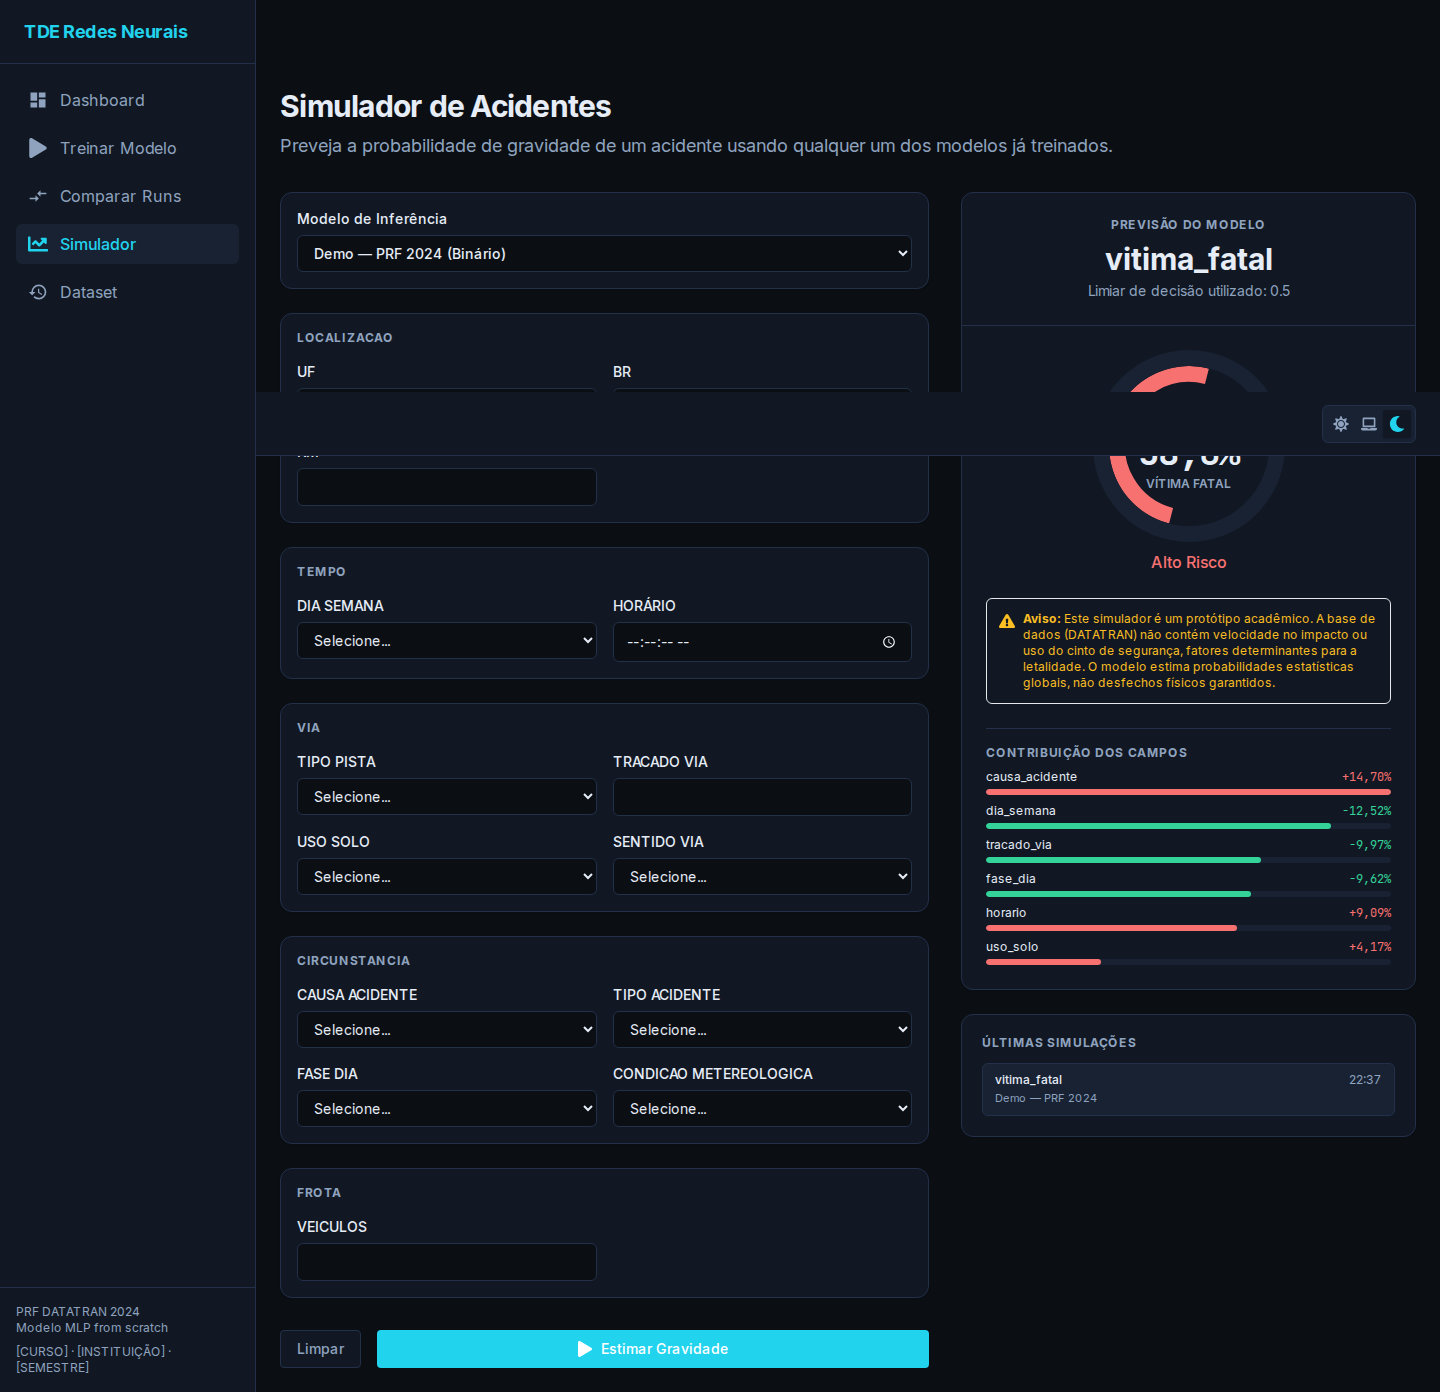 TDE Redes Neurais
Dashboard
Treinar Modelo
Comparar Runs
Simulador
Dataset
PRF DATATRAN 2024
Modelo MLP from scratch
[CURSO] · [INSTITUIÇÃO] ·
[SEMESTRE]
Simulador de Acidentes
Preveja a probabilidade de gravidade de um acidente usando qualquer um dos modelos já treinados.
Modelo de Inferência
Demo — PRF 2024 (Binário)
LOCALIZACAO
UF
BR
TEMPO
DIA SEMANA
HORÁRIO
Selecione...
--:--:-- --
VIA
TIPO PISTA
TRACADO VIA
Selecione...
USO SOLO
SENTIDO VIA
Selecione...
Selecione...
CIRCUNSTANCIA
CAUSA ACIDENTE
TIPO ACIDENTE
Selecione...
Selecione...
FASE DIA
CONDICAO METEREOLOGICA
Selecione...
Selecione...
FROTA
VEICULOS
Limpar
Estimar Gravidade
PREVISÃO DO MODELO
vitima_fatal
Limiar de decisão utilizado: 0.5
VÍTIMA FATAL
Alto Risco
Aviso: Este simulador é um protótipo acadêmico. A base de
dados (DATATRAN) não contém velocidade no impacto ou
uso do cinto de segurança, fatores determinantes para a
letalidade. O modelo estima probabilidades estatísticas
globais, não desfechos físicos garantidos.
CONTRIBUIÇÃO DOS CAMPOS
causa_acidente +14,70%
dia_semana -12,52%
tracado_via -9,97%
fase_dia -9,62%
horario +9,09%
uso_solo +4,17%
ÚLTIMAS SIMULAÇÕES
vitima_fatal 22:37
Demo — PRF 2024